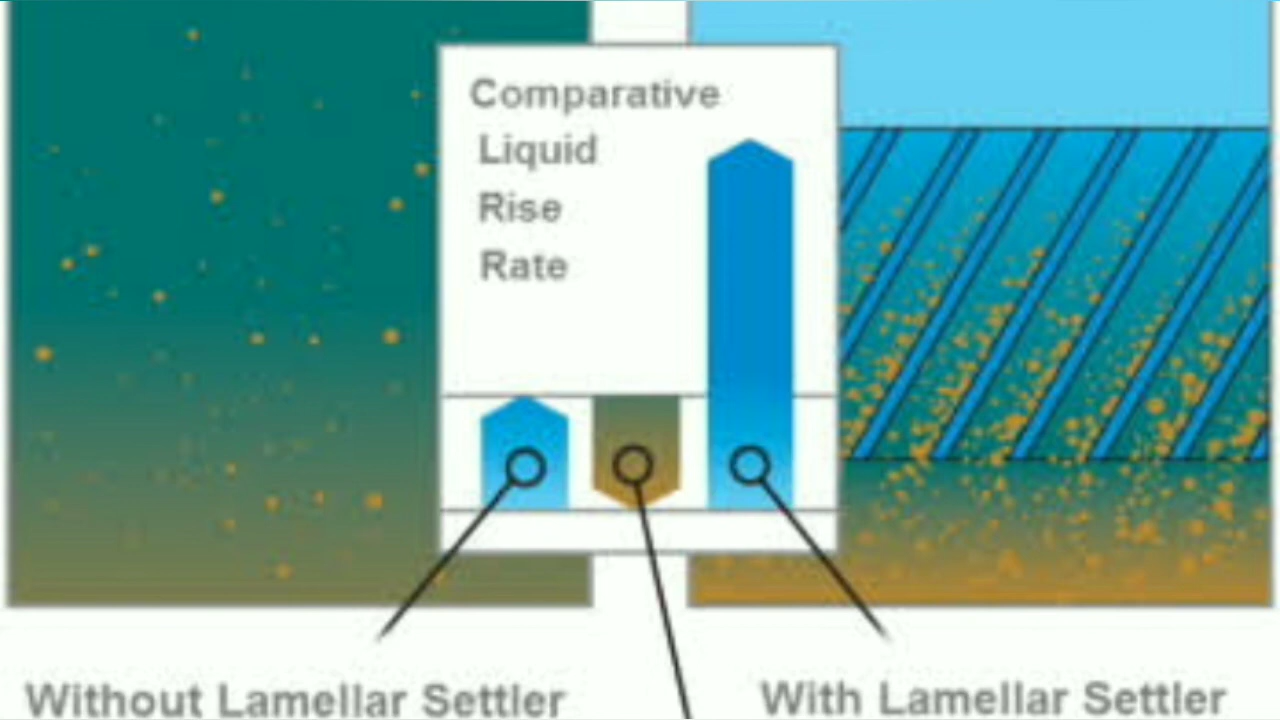 Comparative
Liquid
Rise
Rate
Without Lamellar Settler
With Lamellar Settler